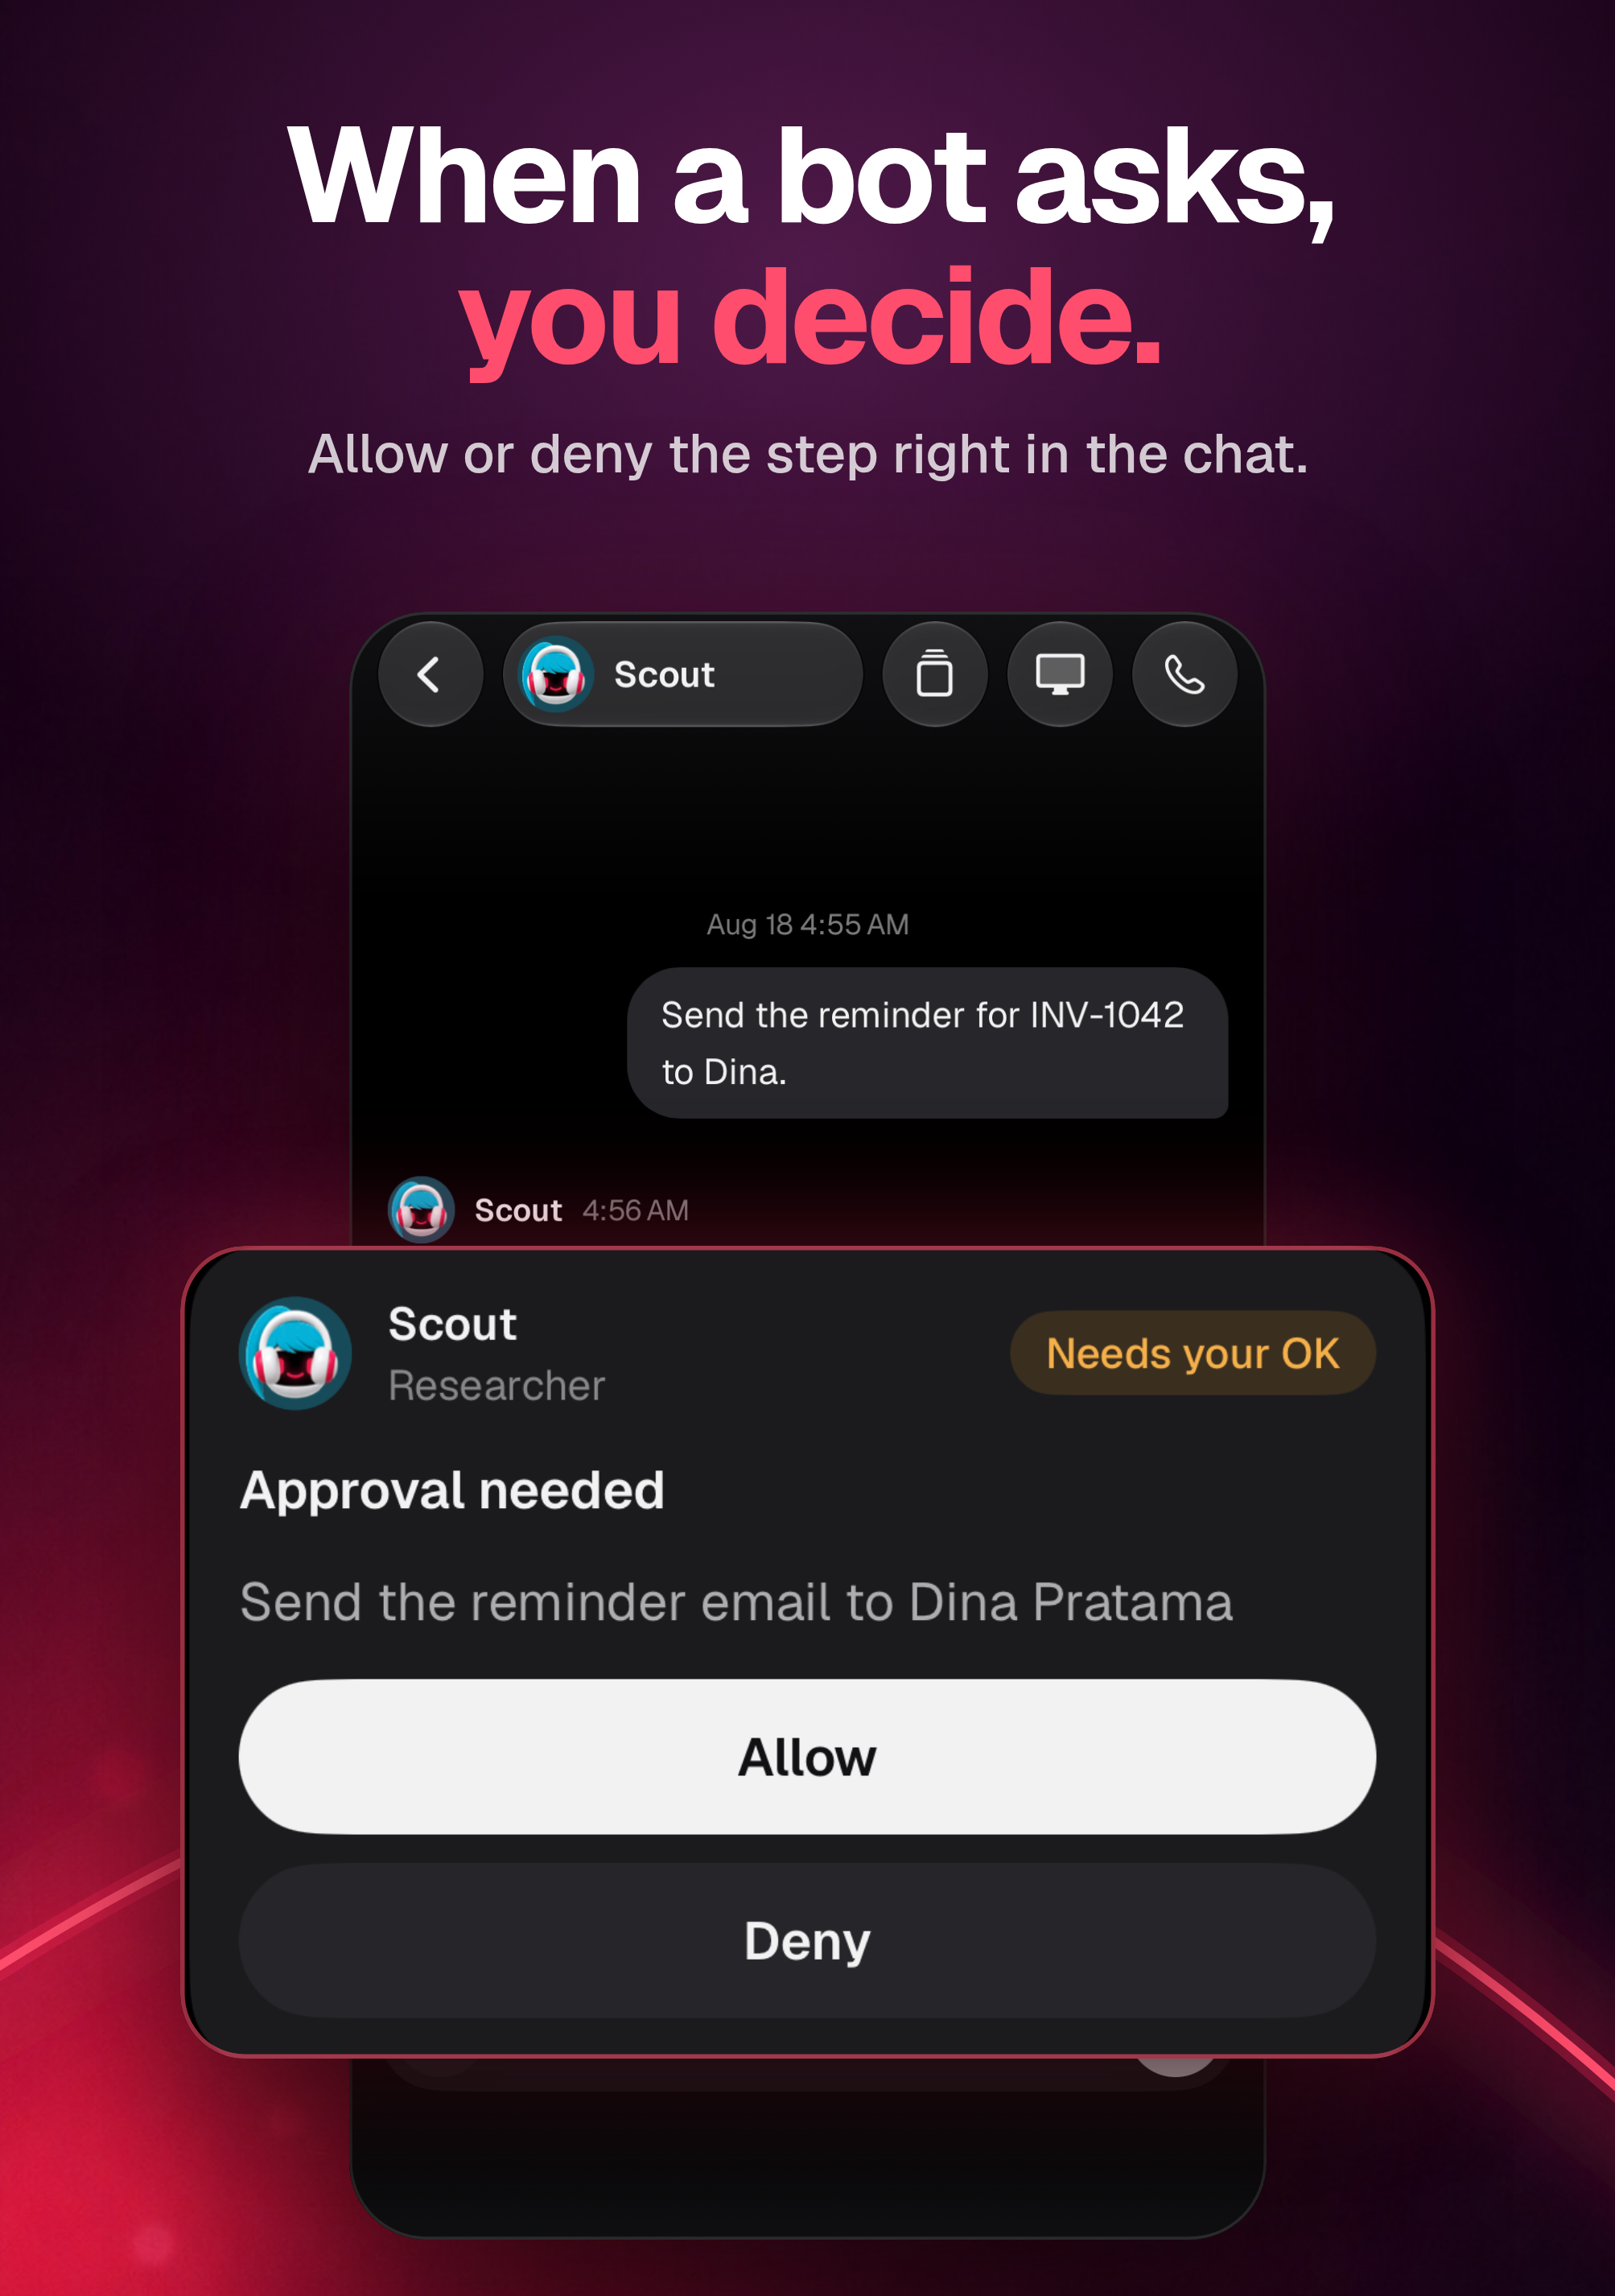 When a bot asks,
you decide.
Allow or deny the step right in the chat.
Scout
Aug 18 4:55 AM
Send the reminder for INV-1042
to Dina.
Scout 4:56 AM
Scout
Researcher
Needs your OK
Approval needed
Send the reminder email to Dina Pratama
Allow
Deny